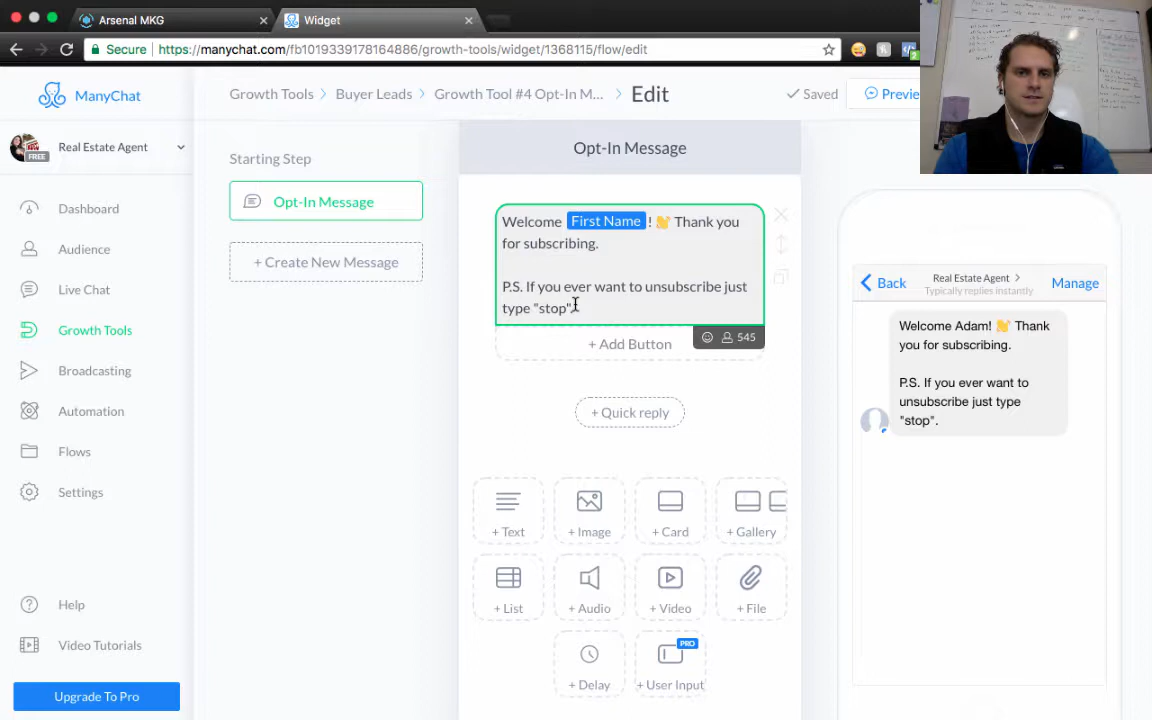 Arsenal MKG
Widget
Secure
https://manychat.com/fb1019339178164886/growth-tools/widget/1368115/flow/edit
2
ManyChat
Growth Tools
Buyer Leads
Growth Tool #4 Opt-In M...
Edit
Saved
Previe
FREE
Real Estate Agent
Dashboard
Audience
Live Chat
Growth Tools
Broadcasting
Automation
Flows
Settings
Help
Video Tutorials
Upgrade To Pro
Starting Step
Opt-In Message
+ Create New Message
Opt-In Message
Welcome First Name ! 👋 Thank you
for subscribing.
P.S. If you ever want to unsubscribe just
type "stop".
545
+ Add Button
+ Quick reply
+ Text
+ Image
+ Card
+ Gallery
+ List
+ Audio
+ Video
+ File
+ Delay
PRO
+ User Input
Back
Real Estate Agent >
Typically replies instantly
Manage
Welcome Adam! 👋 Thank
you for subscribing.
P.S. If you ever want to
unsubscribe just type
"stop".